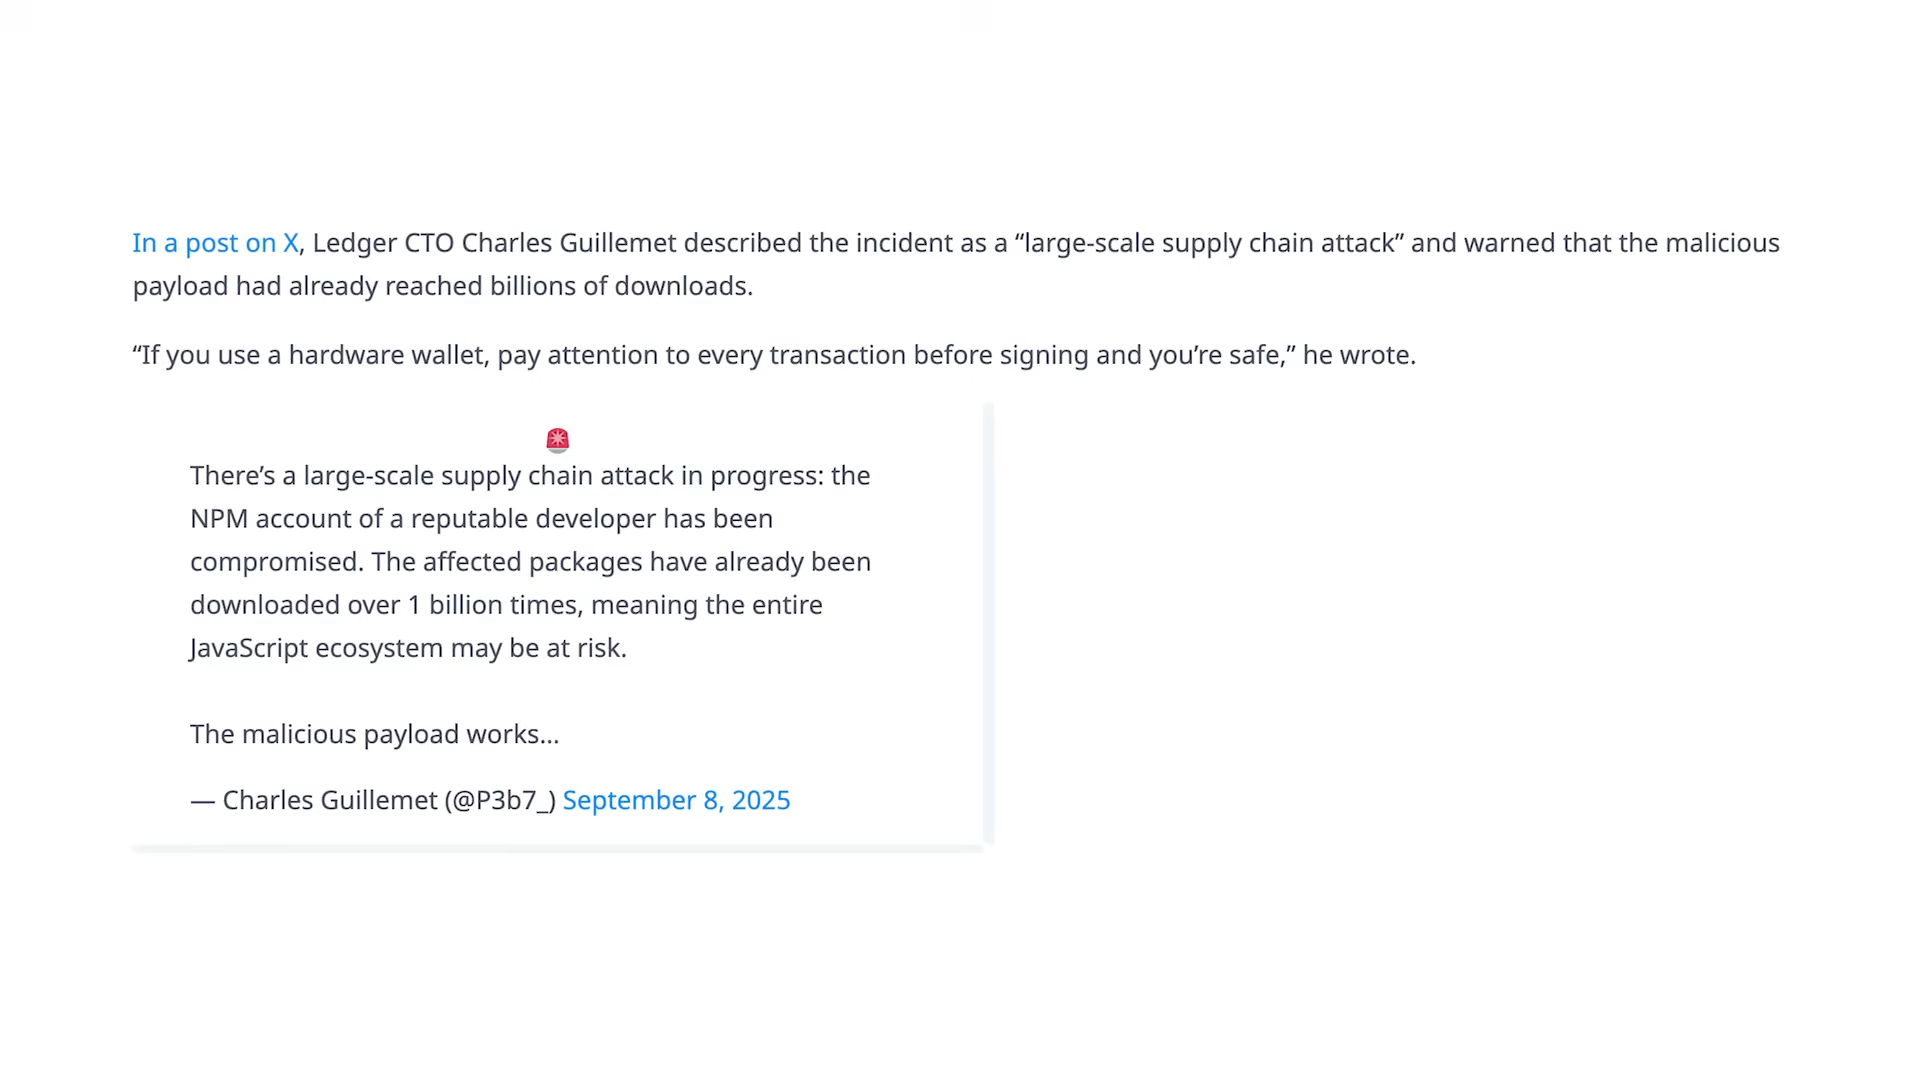 In a post on X, Ledger CTO Charles Guillemet described the incident as a “large-scale supply chain attack” and warned that the malicious
payload had already reached billions of downloads.
“If you use a hardware wallet, pay attention to every transaction before signing and you’re safe,” he wrote.
🚨
There’s a large-scale supply chain attack in progress: the
NPM account of a reputable developer has been
compromised. The affected packages have already been
downloaded over 1 billion times, meaning the entire
JavaScript ecosystem may be at risk.
The malicious payload works…
— Charles Guillemet (@P3b7_) September 8, 2025